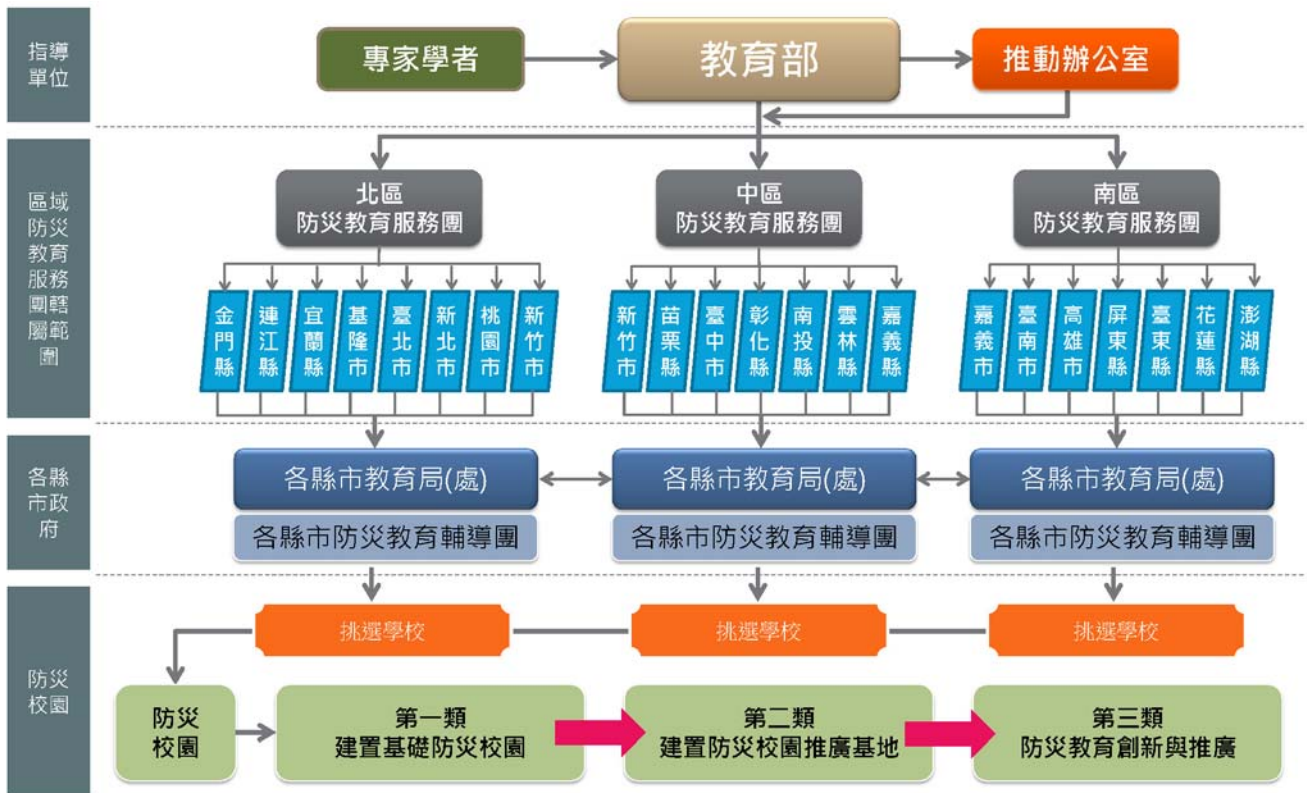 指導
單位
專家學者
教育部
推動辦公室
區域
防災
教育
服務
團轄
屬範
圍
北區
防災教育服務團
中區
防災教育服務團
南區
防災教育服務團
金門縣
連江縣
宜蘭縣
基隆市
臺北市
新北市
桃園市
新竹市
新竹市
苗栗縣
臺中市
彰化縣
南投縣
雲林縣
嘉義縣
嘉義市
臺南市
高雄市
屏東縣
臺東縣
花蓮縣
澎湖縣
各縣
市政
府
各縣市教育局(處)
各縣市教育局(處)
各縣市教育局(處)
各縣市防災教育輔導團
各縣市防災教育輔導團
各縣市防災教育輔導團
防災
校園
挑選學校
挑選學校
挑選學校
防災
校園
第一類
建置基礎防災校園
第二類
建置防災校園推廣基地
第三類
防災教育創新與推廣